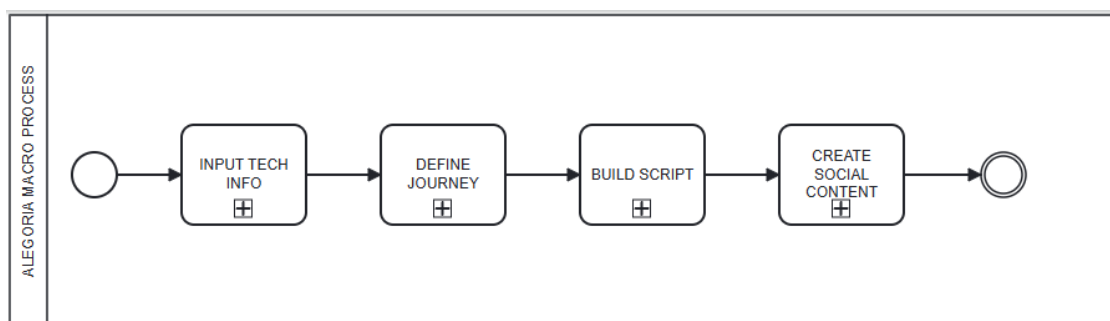 ALEGORIA MACRO PROCESS
INPUT TECH
INFO
DEFINE
JOURNEY
BUILD SCRIPT
CREATE
SOCIAL
CONTENT